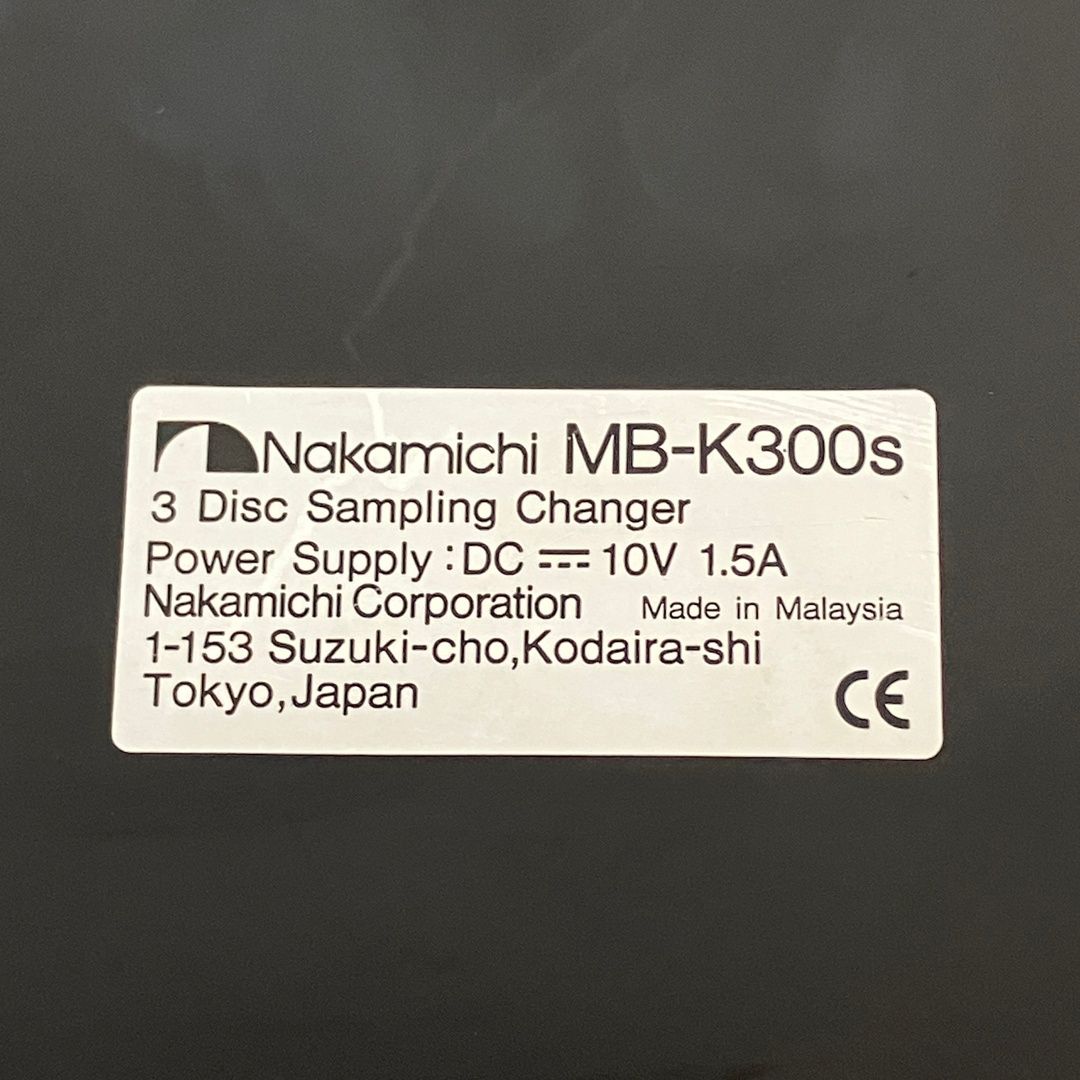 Nakamichi MB-K300s
3 Disc Sampling Changer
Power Supply : DC ⎓ 10V 1.5A
Nakamichi Corporation Made in Malaysia
1-153 Suzuki-cho,Kodaira-shi
Tokyo,Japan
CE